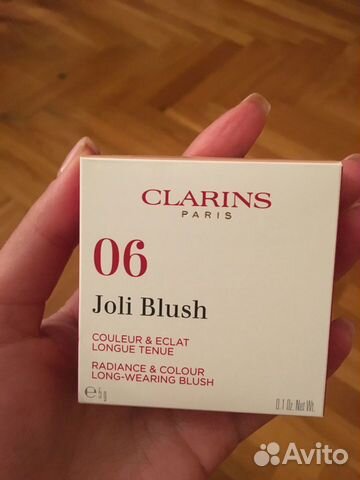 CLARINS
PARIS
06
Joli Blush
COULEUR & ECLAT
LONGUE TENUE
RADIANCE & COLOUR
LONG-WEARING BLUSH
℮ 5g
0.1 Oz. Net Wt.
Avito